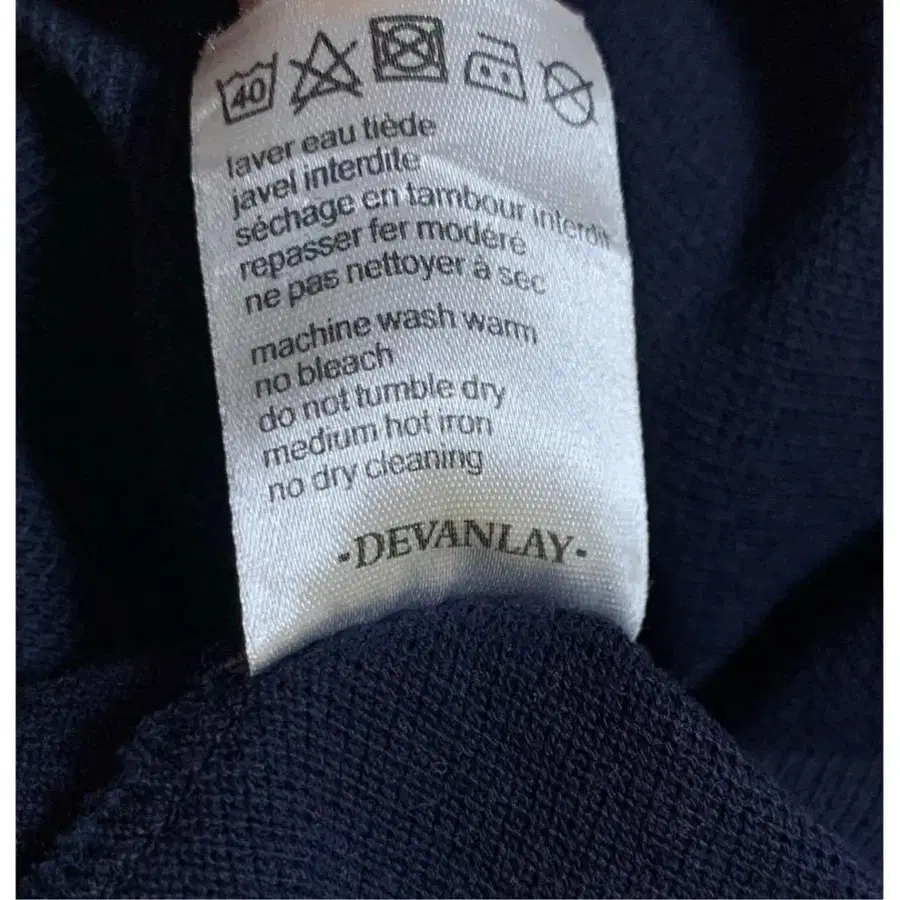 40
laver eau tiède
javel interdite
séchage en tambour interdit
repasser fer modéré
ne pas nettoyer à sec
machine wash warm
no bleach
do not tumble dry
medium hot iron
no dry cleaning
·DEVANLAY·